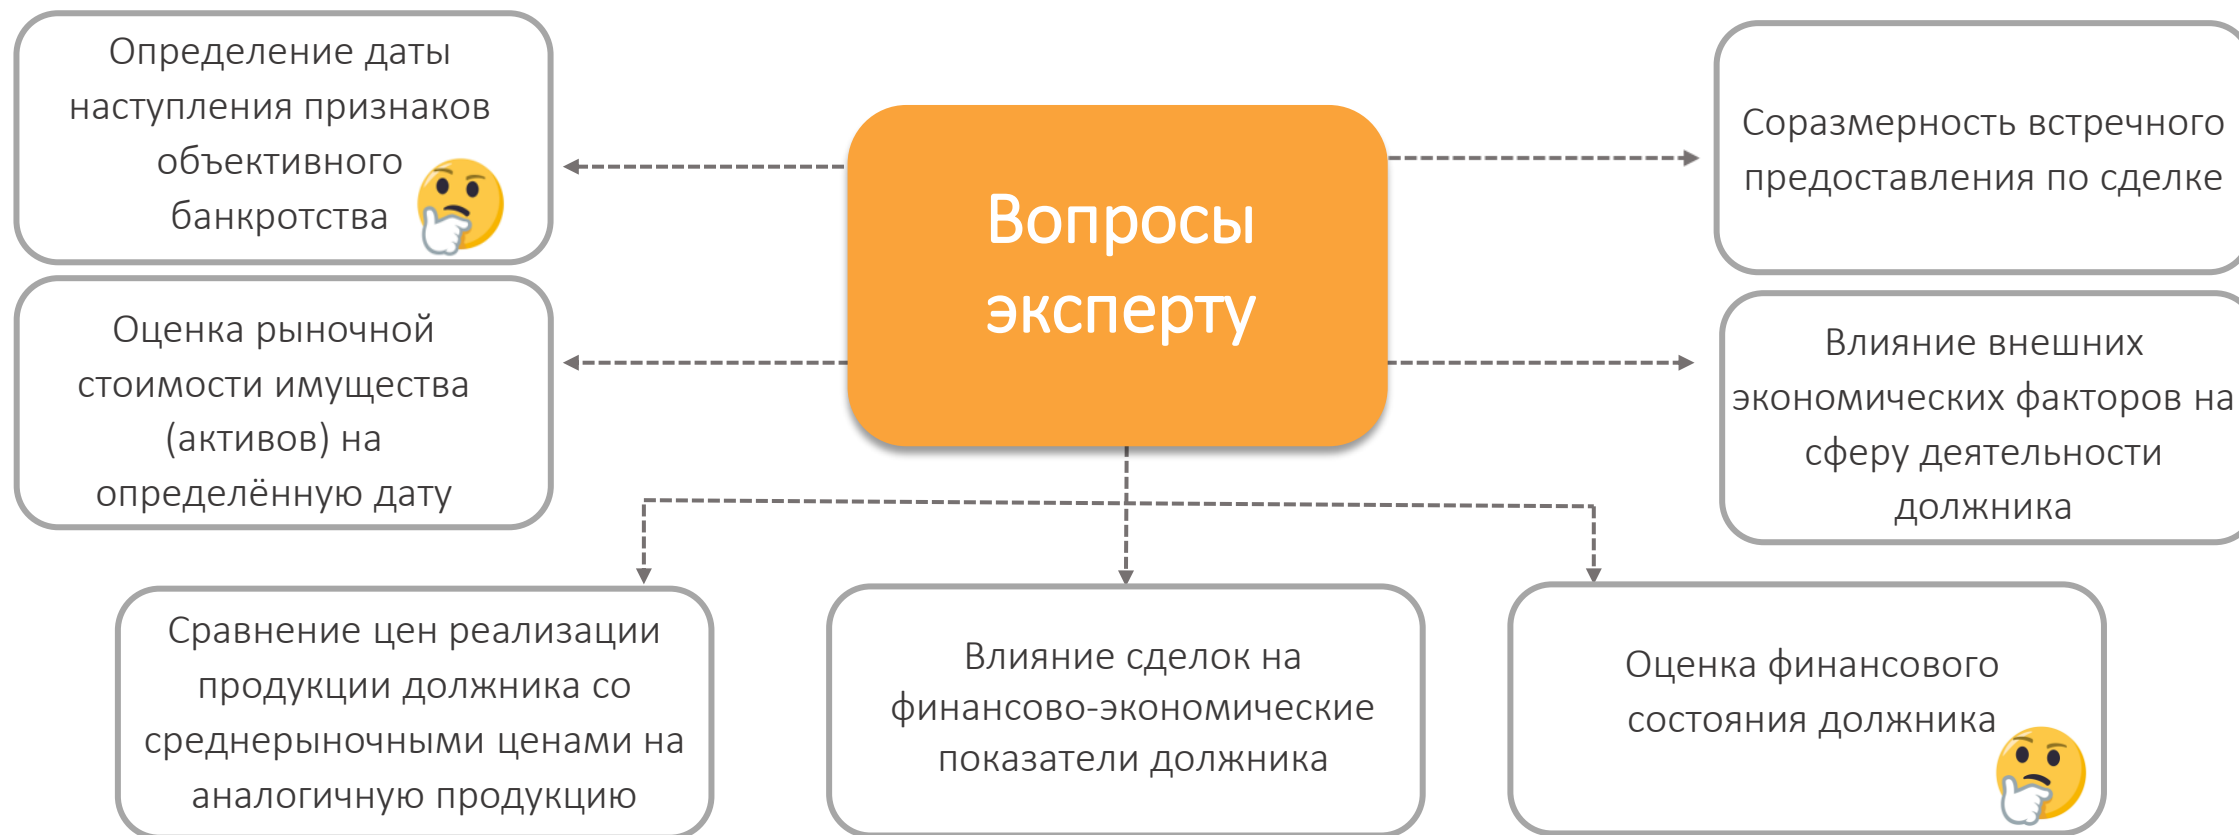 Определение даты
наступления признаков
объективного
банкротства
Оценка рыночной
стоимости имущества
(активов) на
определённую дату
Вопросы
эксперту
Соразмерность встречного
предоставления по сделке
Влияние внешних
экономических факторов на
сферу деятельности
должника
Сравнение цен реализации
продукции должника со
среднерыночными ценами на
аналогичную продукцию
Влияние сделок на
финансово-экономические
показатели должника
Оценка финансового
состояния должника